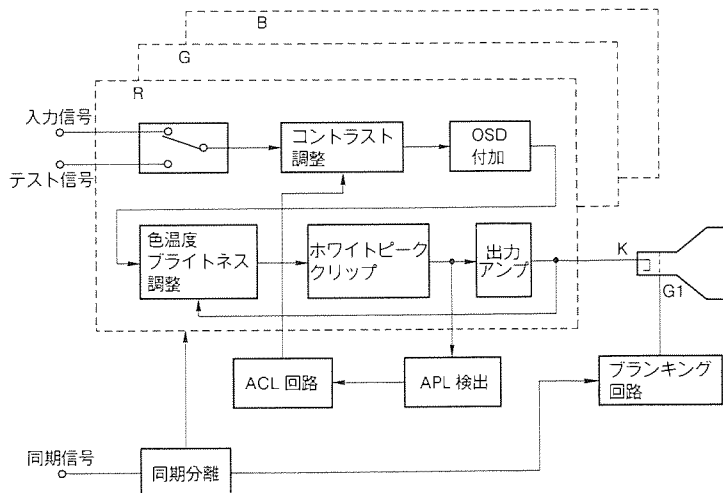 B
G
R
入力信号
テスト信号
コントラスト
調整
OSD
付加
色温度
ブライトネス
調整
ホワイトピーク
クリップ
出力
アンプ
K
G1
ACL 回路
APL 検出
ブランキング
回路
同期信号
同期分離